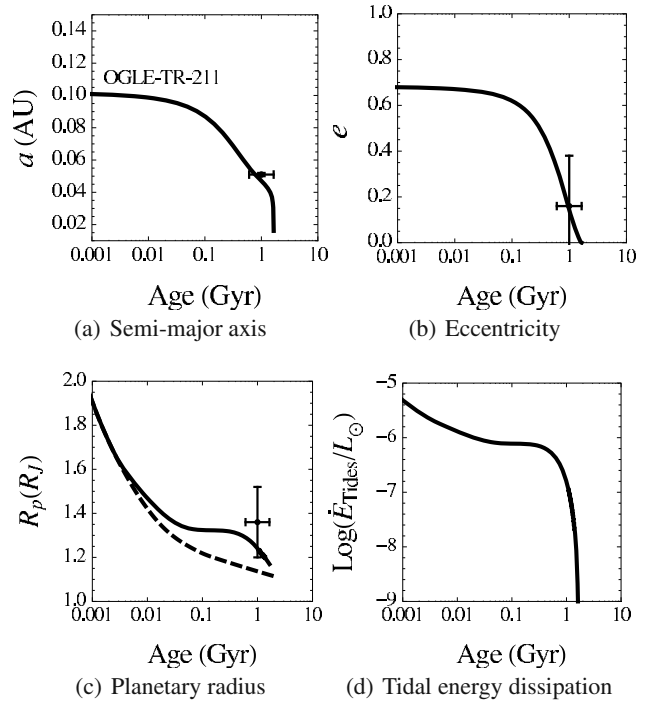 0.14
0.12
0.10
0.08
0.06
0.04
0.02
a (AU)
OGLE-TR-211
0.001 0.01 0.1 1 10
Age (Gyr)
(a) Semi-major axis
1.0
0.8
0.6
0.4
0.2
0.0
e
0.001 0.01 0.1 1 10
Age (Gyr)
(b) Eccentricity
2.0
1.8
1.6
1.4
1.2
1.0
R_p(R_J)
0.001 0.01 0.1 1 10
Age (Gyr)
(c) Planetary radius
−5
−6
−7
−8
−9
Log(Ė_Tides/L_⊙)
0.001 0.01 0.1 1 10
Age (Gyr)
(d) Tidal energy dissipation